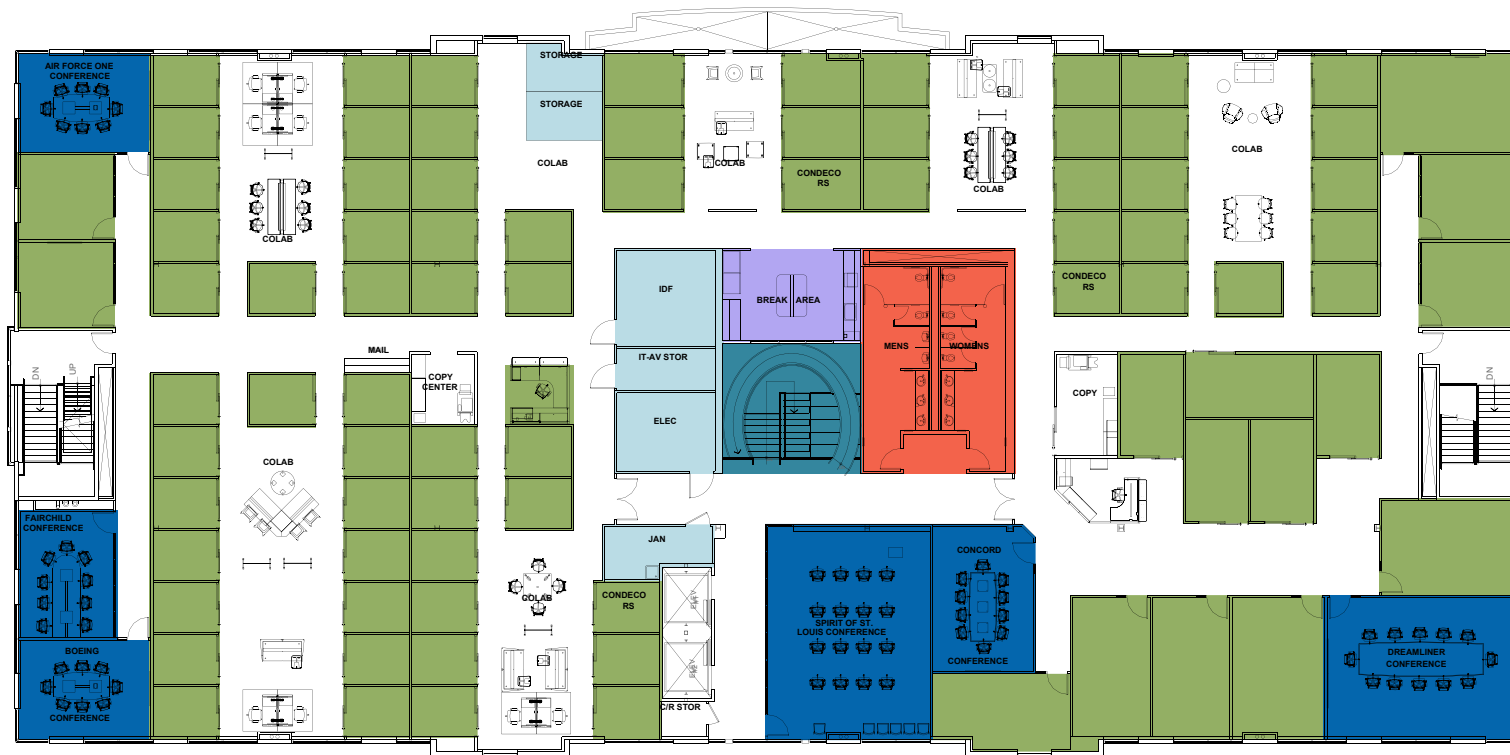 STORAGE
AIR FORCE ONE
CONFERENCE
STORAGE
COLAB
COLAB
COLAB
CONDECO
RS
COLAB
COLAB
CONDECO
RS
IDF
BREAK AREA
MENS
WOMENS
MAIL
IT-AV STOR
COPY
CENTER
DN
UP
DN
COPY
ELEC
COLAB
FAIRCHILD
CONFERENCE
JAN
CONCORD
CONFERENCE
COLAB
CONDECO
RS
ELEV
ELEV
SPIRIT OF ST.
LOUIS CONFERENCE
BOEING
CONFERENCE
DREAMLINER
CONFERENCE
C/R STOR